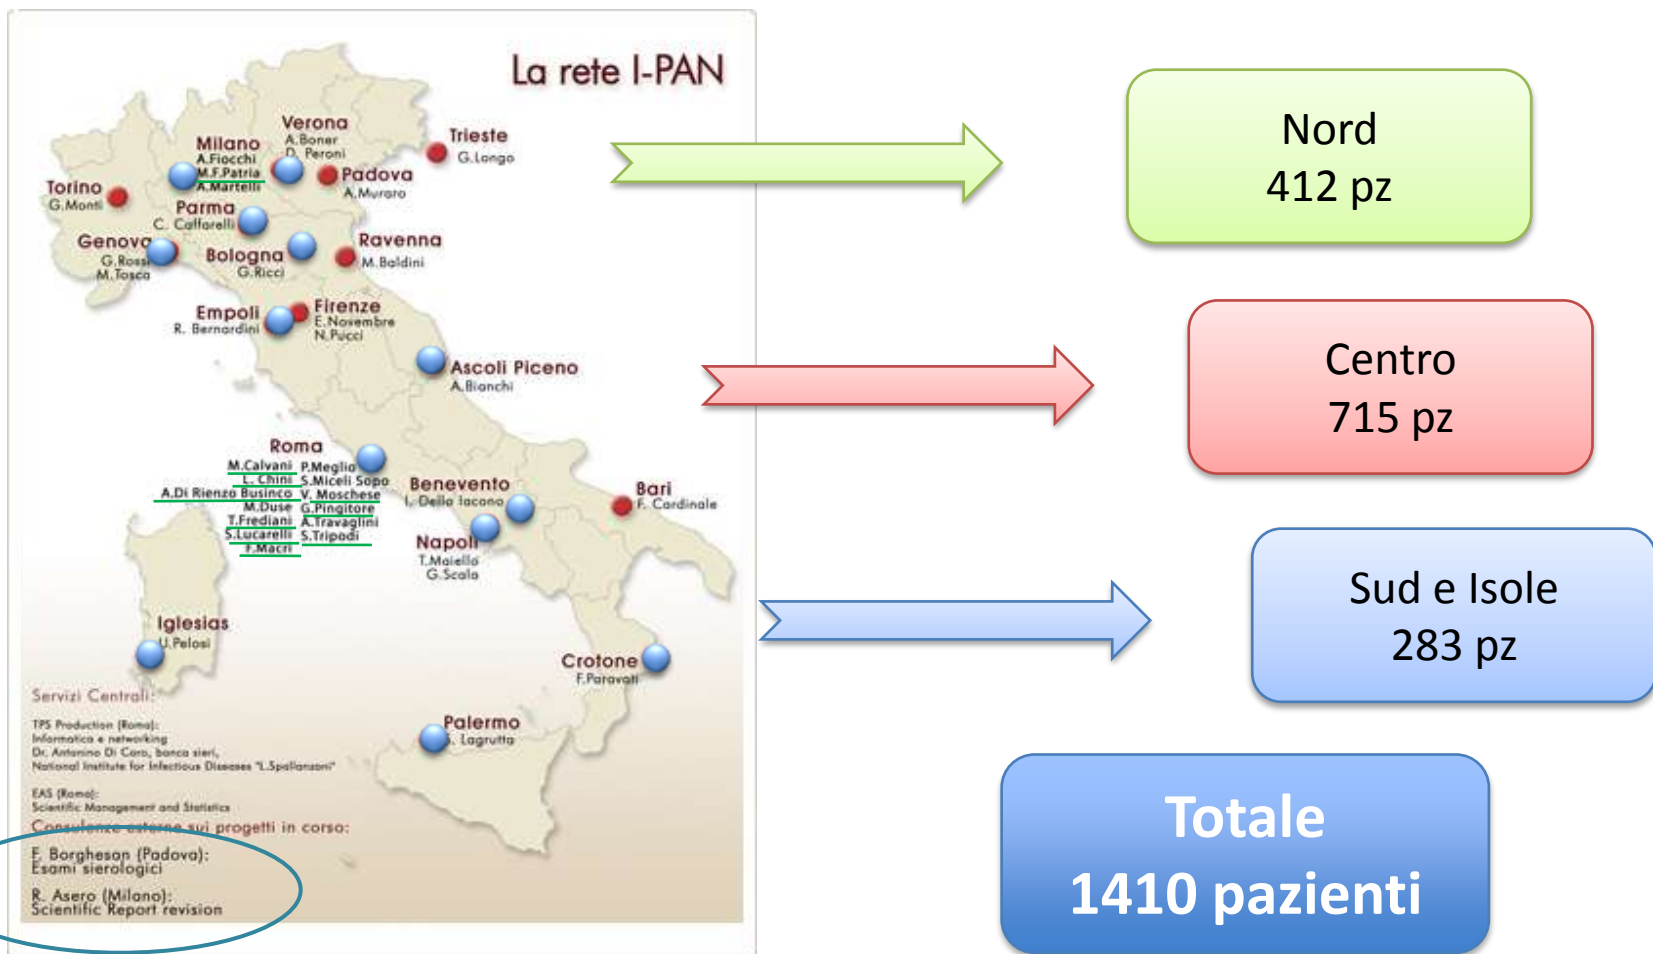 La rete I-PAN
Verona
A.Boner
D. Peroni
Milano
A.Fiocchi
M.F.Patria
A.Martelli
Trieste
G.Longo
Padova
A.Muraro
Torino
G.Monti
Parma
C. Caffarelli
Genova
G.Rossi
M.Tosca
Bologna
G.Ricci
Ravenna
M.Baldini
Empoli
R. Bernardini
Firenze
E.Novembre
N.Pucci
Ascoli Piceno
A.Bianchi
Roma
M.Calvani P.Meglio
L. Chini S.Miceli Sopo
A.Di Rienzo Businco V. Moschese
M.Duse G.Pingitore
T.Frediani A.Travaglini
S.Lucarelli S.Tripodi
F.Macrì
Benevento
I. Dello Iacono
Bari
F. Cardinale
Napoli
T.Maiello
G.Scala
Iglesias
U.Pelosi
Crotone
F.Paravati
Palermo
S. Lagrutta
Servizi Centrali:
TPS Production (Roma):
Informatica e networking
Dr. Antonino Di Caro, banca sieri,
National Institute for Infectious Diseases "L.Spallanzani"
EAS (Roma):
Scientific Management and Statistics
Consulenze esterne sui progetti in corso:
F. Borghesan (Padova):
Esami sierologici
R. Asero (Milano):
Scientific Report revision
Nord
412 pz
Centro
715 pz
Sud e Isole
283 pz
Totale
1410 pazienti